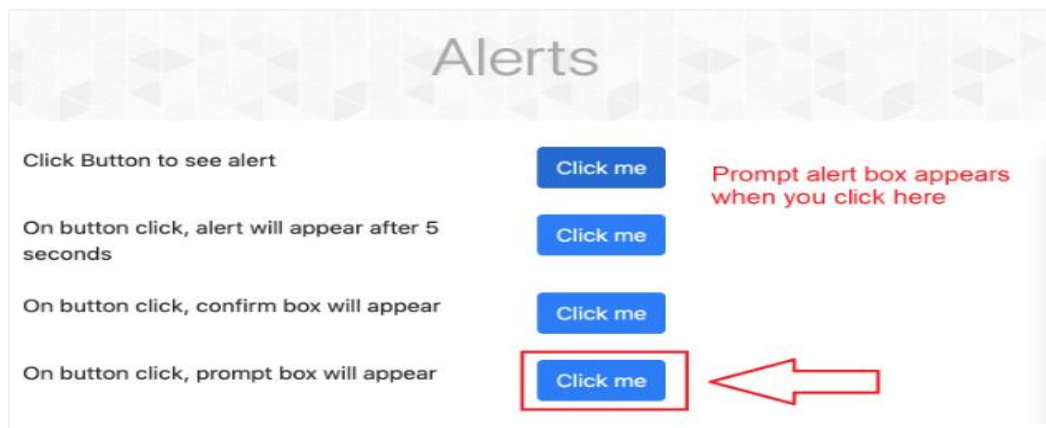 Alerts
Click Button to see alert
Click me
Prompt alert box appears
when you click here
On button click, alert will appear after 5
seconds
Click me
On button click, confirm box will appear
Click me
On button click, prompt box will appear
Click me